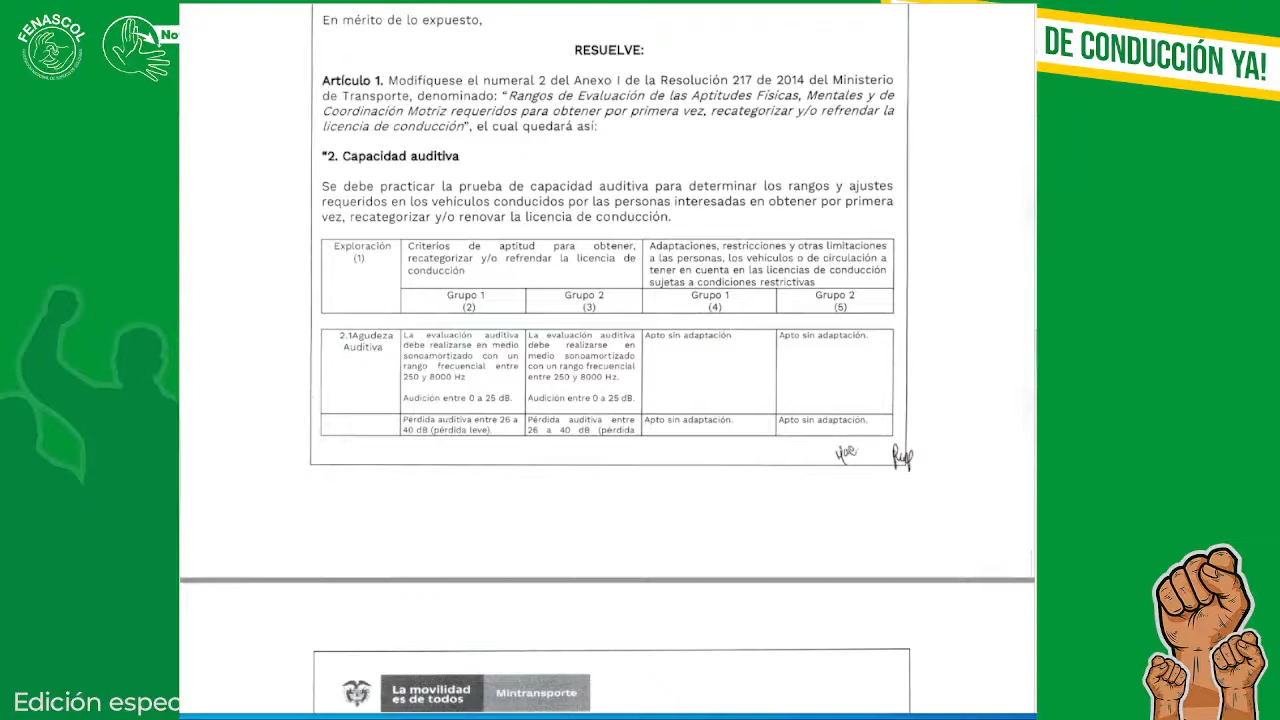 FENASCOL
No
DE CONDUCCIÓN YA!
En mérito de lo expuesto,
RESUELVE:
Artículo 1. Modifíquese el numeral 2 del Anexo I de la Resolución 217 de 2014 del Ministerio
de Transporte, denominado: "Rangos de Evaluación de las Aptitudes Físicas, Mentales y de
Coordinación Motriz requeridos para obtener por primera vez, recategorizar y/o refrendar la
licencia de conducción", el cual quedará así:
"2. Capacidad auditiva
Se debe practicar la prueba de capacidad auditiva para determinar los rangos y ajustes
requeridos en los vehículos conducidos por las personas interesadas en obtener por primera
vez, recategorizar y/o renovar la licencia de conducción.
Exploración
(1)
Criterios de aptitud para obtener,
recategorizar y/o refrendar la licencia de
conducción
Adaptaciones, restricciones y otras limitaciones
a las personas, los vehículos o de circulación a
tener en cuenta en las licencias de conducción
sujetas a condiciones restrictivas
Grupo 1
(2)
Grupo 2
(3)
Grupo 1
(4)
Grupo 2
(5)
2.1Agudeza
Auditiva
La evaluación auditiva
debe realizarse en medio
sonoamortizado con un
rango frecuencial entre
250 y 8000 Hz
Audición entre 0 a 25 dB.
La evaluación auditiva
debe realizarse en
medio sonoamortizado
con un rango frecuencial
entre 250 y 8000 Hz.
Audición entre 0 a 25 dB.
Apto sin adaptación
Apto sin adaptación.
Pérdida auditiva entre 26 a
40 dB (pérdida leve).
Pérdida auditiva entre
26 a 40 dB (pérdida
Apto sin adaptación.
Apto sin adaptación.
La movilidad
es de todos
Mintransporte
Edición espec